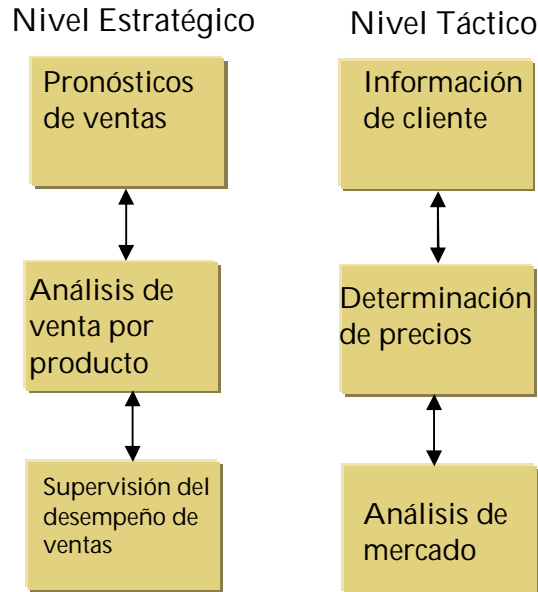 Nivel Estratégico
Pronósticos
de ventas
Análisis de
venta por
producto
Supervisión del
desempeño de
ventas
Nivel Táctico
Información
de cliente
Determinación
de precios
Análisis de
mercado